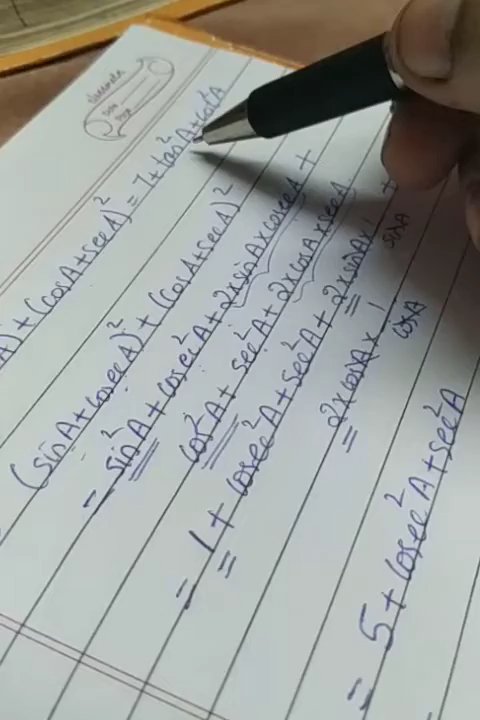 A) + (cosA + secA)² = 7 + tan²A + cot²A
(sinA + cosecA)² + (cosA + secA)²
= sin²A + cosec²A + 2×sinA×cosecA +
cos²A + sec²A + 2×cosA×secA
= 1 + cosec²A + sec²A + 2×sinA×1/sinA +
= 2×cosA×1/cosA
= 5 + cosec²A + sec²A